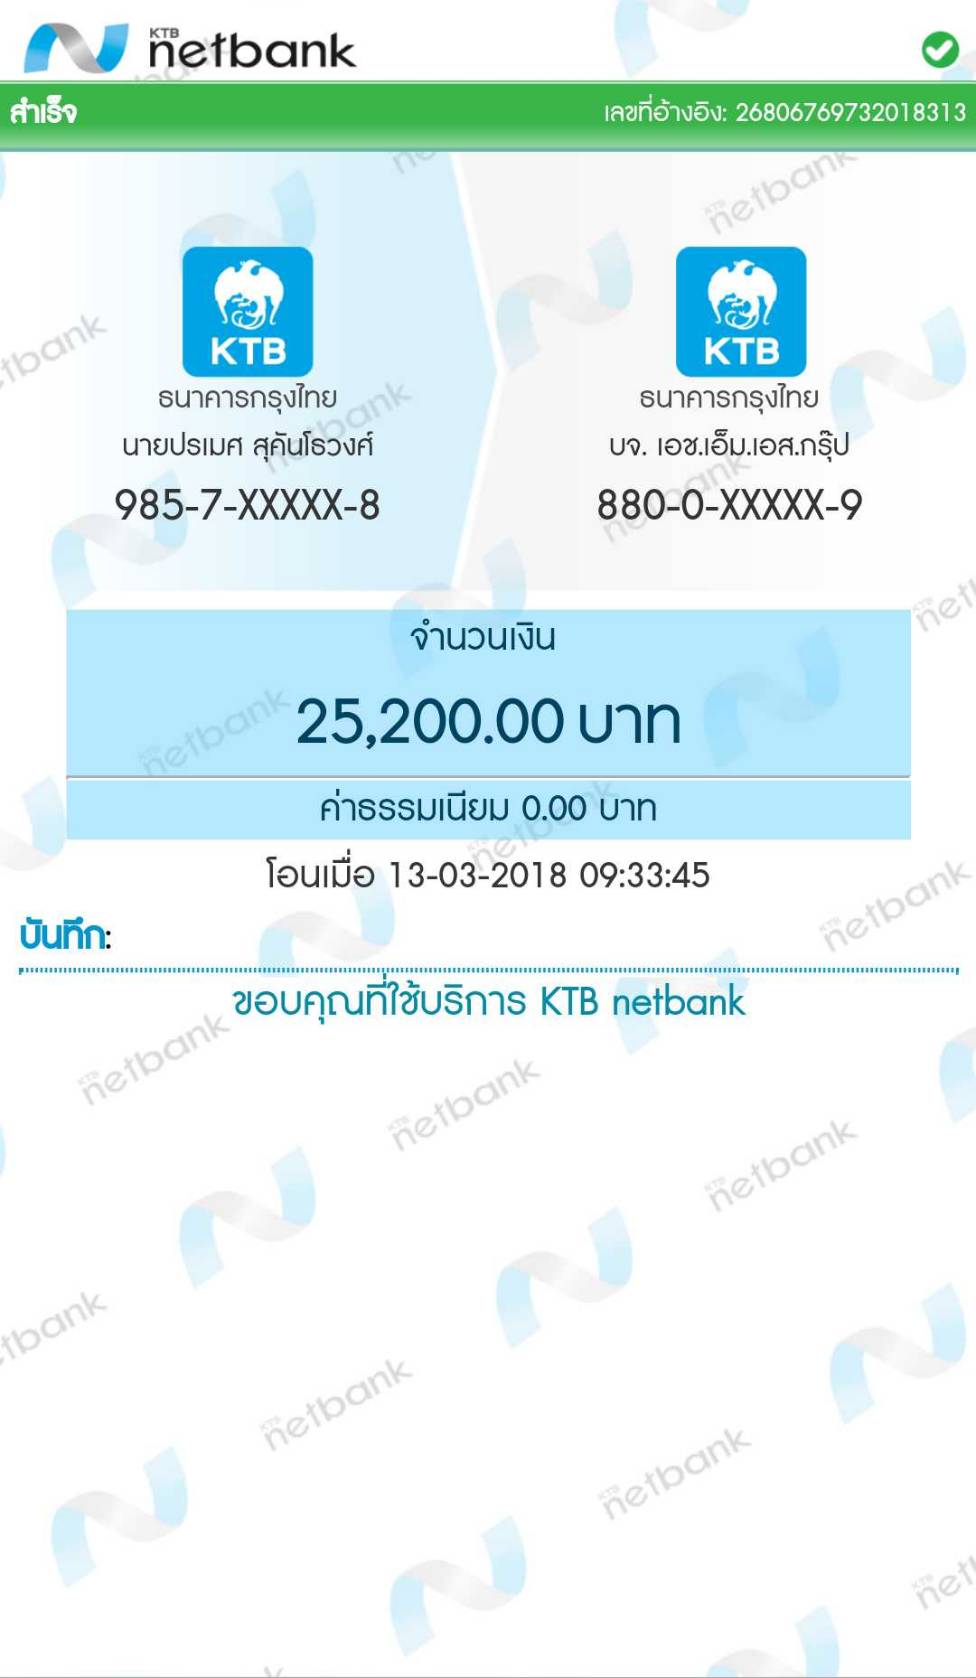 KTB netbank
สำเร็จ
เลขที่อ้างอิง: 26806769732018313
KTB
ธนาคารกรุงไทย
นายปรเมศ สุคันโธวงศ์
985-7-XXXXX-8
KTB
ธนาคารกรุงไทย
บจ. เอช.เอ็ม.เอส.กรุ๊ป
880-0-XXXXX-9
จำนวนเงิน
25,200.00 บาท
ค่าธรรมเนียม 0.00 บาท
โอนเมื่อ 13-03-2018 09:33:45
บันทึก:
ขอบคุณที่ใช้บริการ KTB netbank